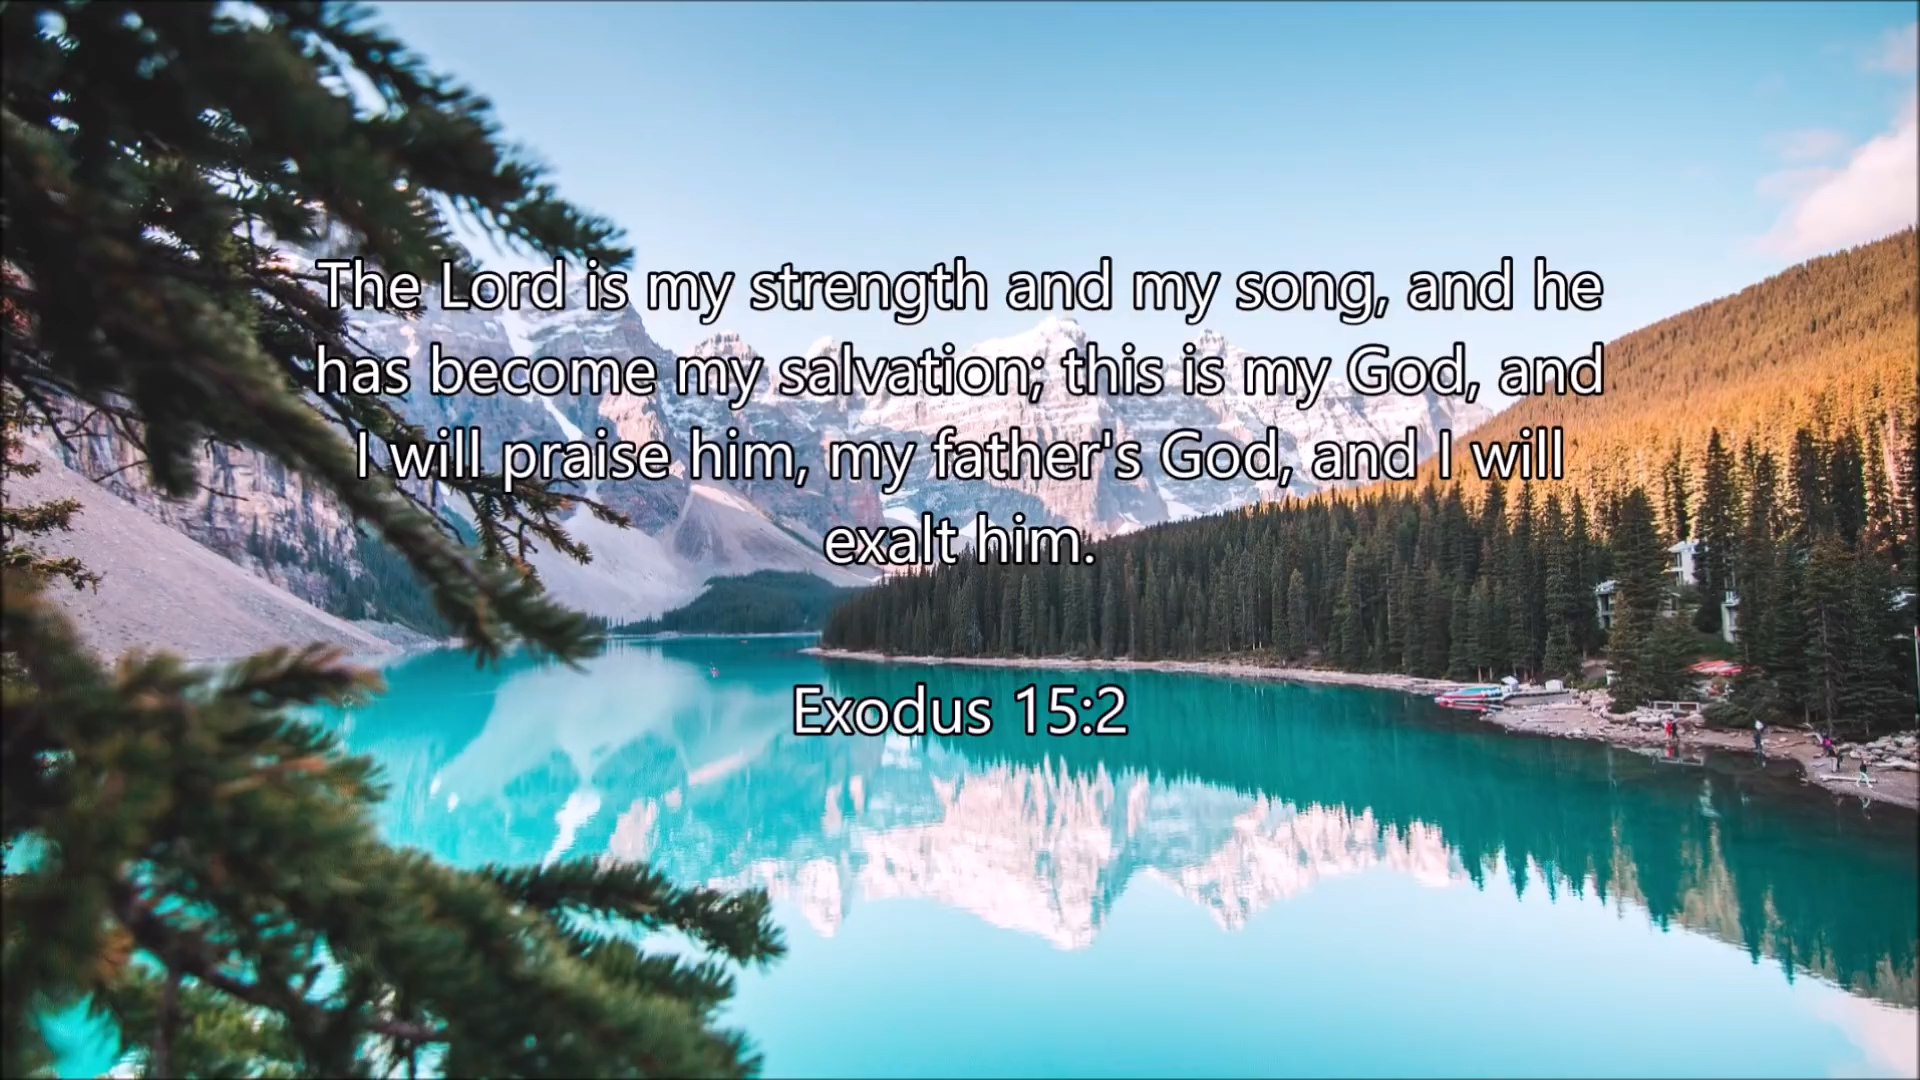 The Lord is my strength and my song, and he
has become my salvation; this is my God, and
I will praise him, my father's God, and I will
exalt him.
Exodus 15:2